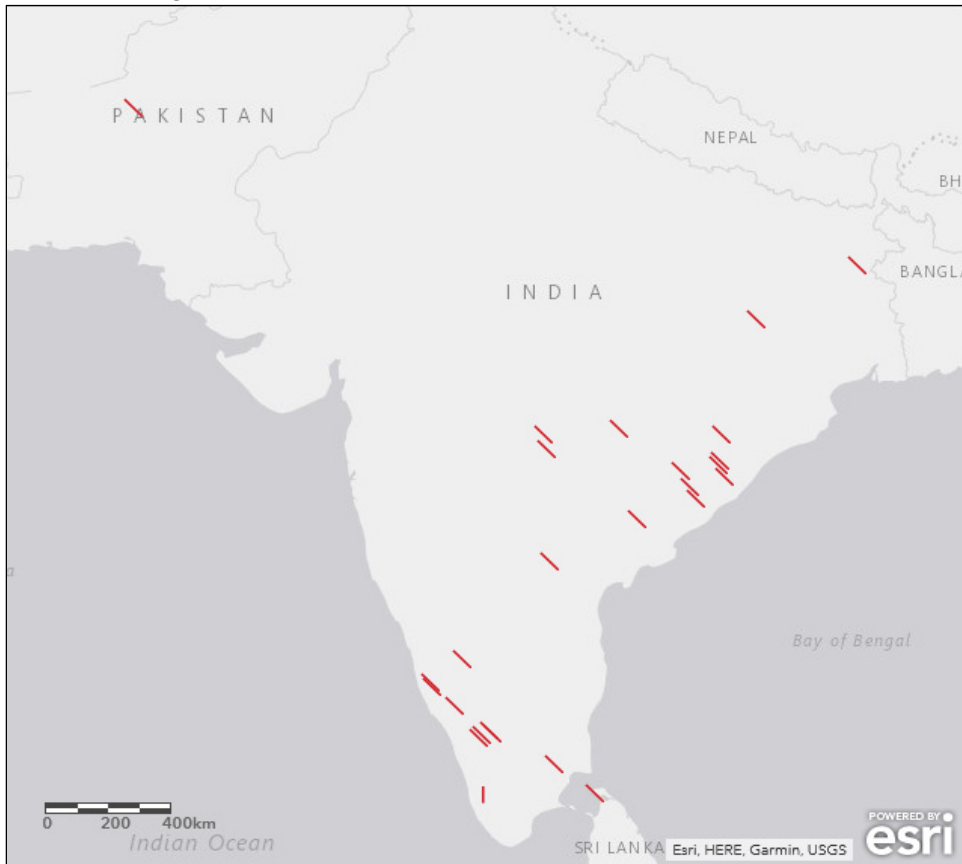 PAKISTAN
NEPAL
BH
BANGLA
INDIA
a
Bay of Bengal
0 200 400km
Indian Ocean
SRI LANKA
Esri, HERE, Garmin, USGS
POWERED BY
esri